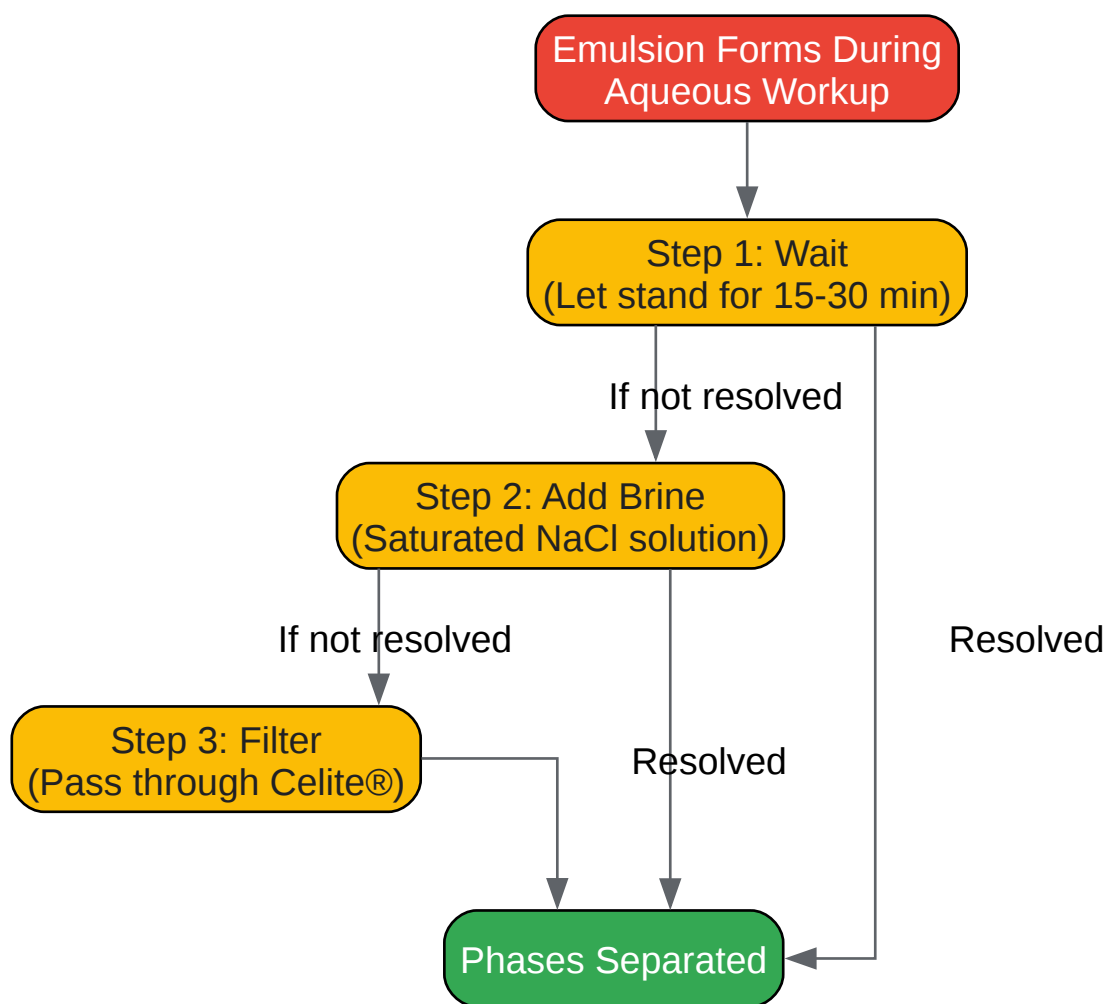 Emulsion Forms During
Aqueous Workup
Step 1: Wait
(Let stand for 15-30 min)
If not resolved
Step 2: Add Brine
(Saturated NaCl solution)
If not resolved
Resolved
Step 3: Filter
(Pass through Celite®)
Resolved
Phases Separated